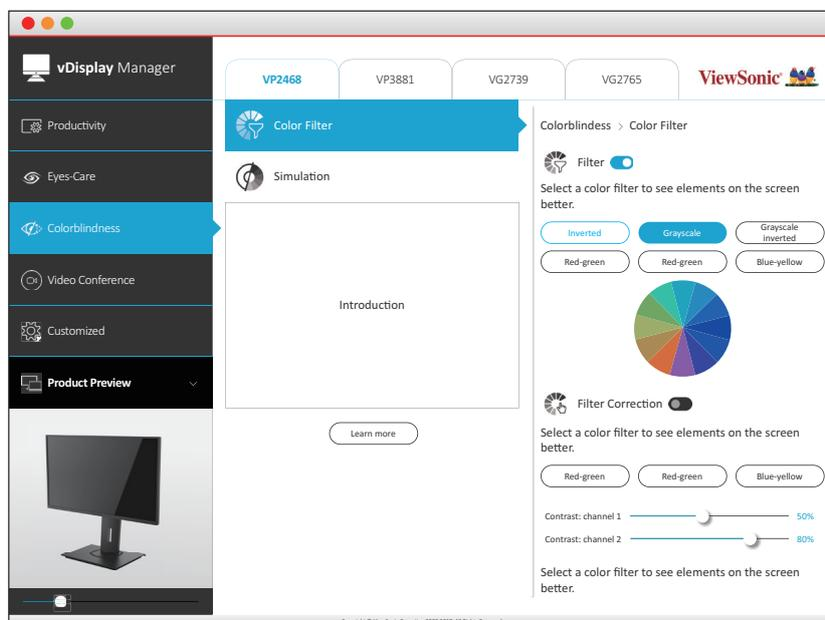 vDisplay Manager
VP2468
VP3881
VG2739
VG2765
ViewSonic
Productivity
Eyes-Care
Colorblindness
Video Conference
Customized
Product Preview
Color Filter
Simulation
Introduction
Learn more
Colorblindess > Color Filter
Filter
Select a color filter to see elements on the screen
better.
Inverted
Grayscale
Grayscale
inverted
Red-green
Red-green
Blue-yellow
Filter Correction
Select a color filter to see elements on the screen
better.
Red-green
Red-green
Blue-yellow
Contrast: channel 1
50%
Contrast: channel 2
80%
Select a color filter to see elements on the screen
better.